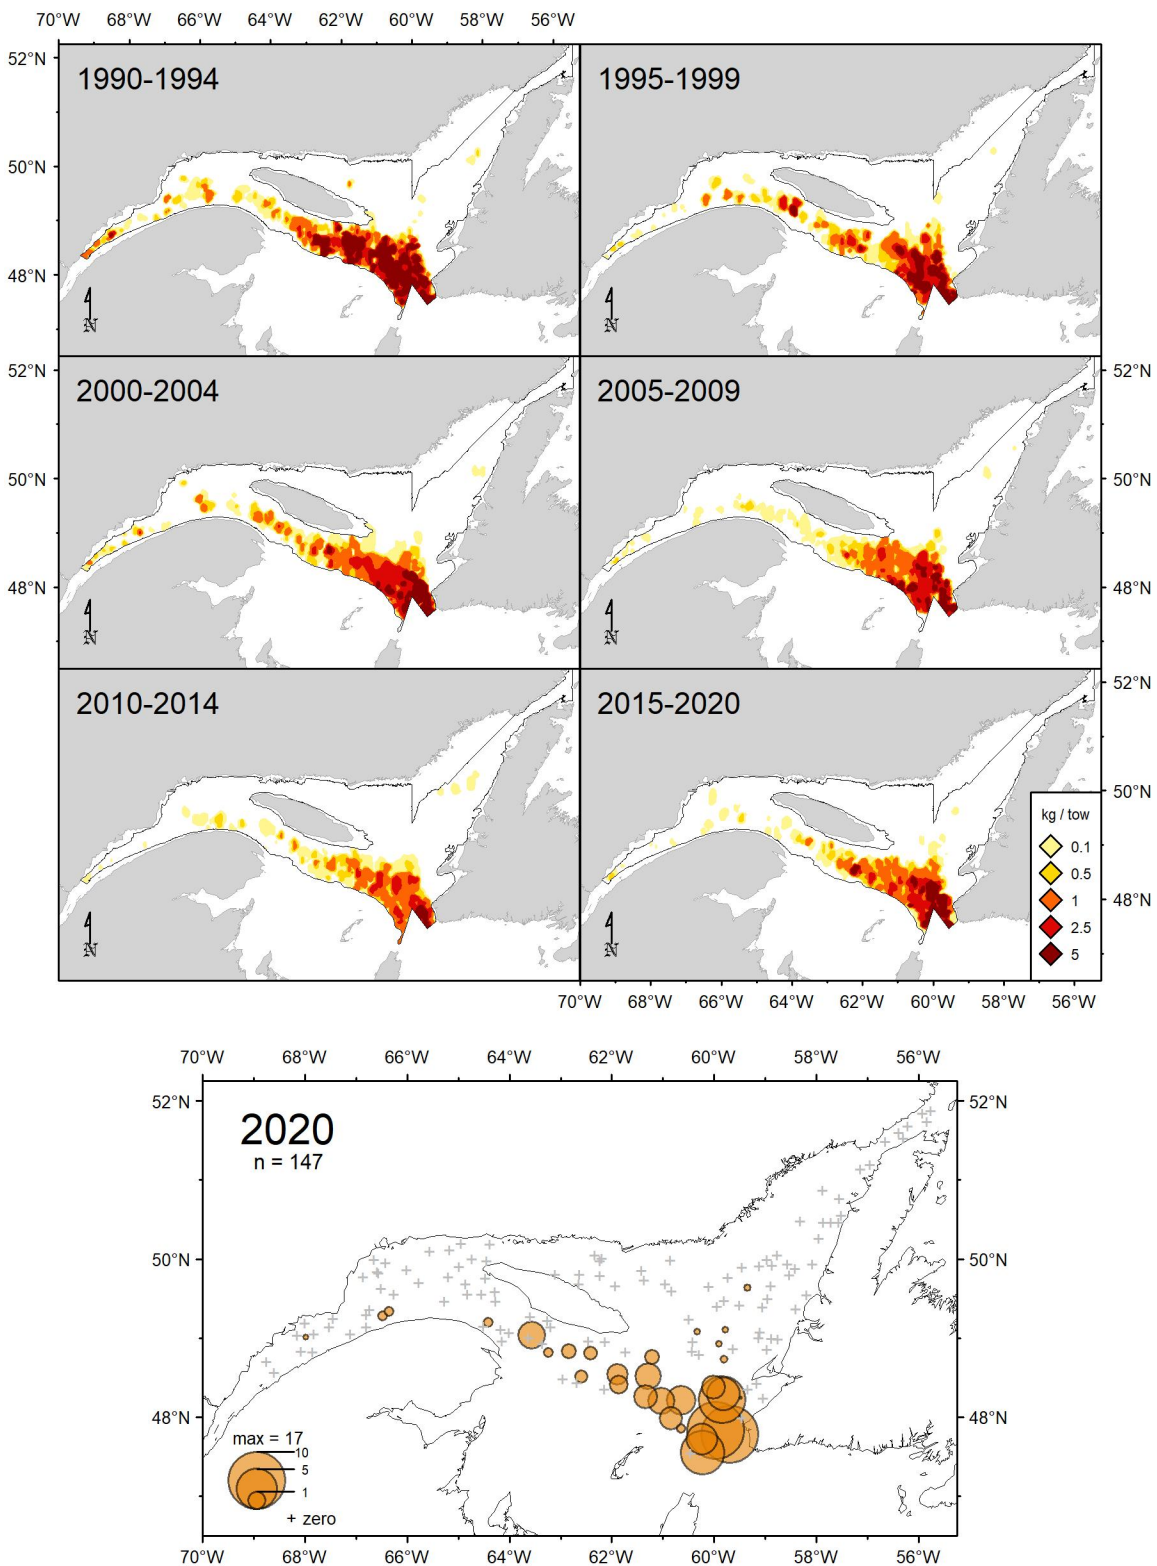 70°W 68°W 66°W 64°W 62°W 60°W 58°W 56°W
52°N
1990-1994 1995-1999
50°N
48°N
N N
52°N 52°N
2000-2004 2005-2009
50°N 50°N
48°N 48°N
N N
52°N
2010-2014 2015-2020
50°N
kg / tow
0.1
0.5
1
48°N
2.5
5
N N
70°W 68°W 66°W 64°W 62°W 60°W 58°W 56°W
70°W 68°W 66°W 64°W 62°W 60°W 58°W 56°W
52°N 52°N
2020
n = 147
50°N 50°N
48°N 48°N
max = 17
10
5
1
+ zero
70°W 68°W 66°W 64°W 62°W 60°W 58°W 56°W